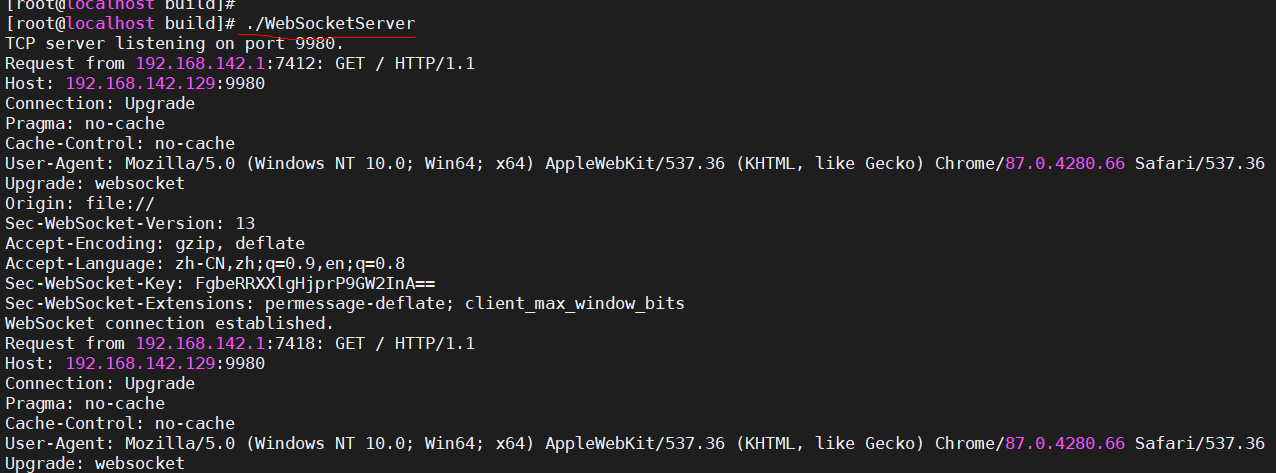 [root@localhost build]#
[root@localhost build]# ./WebSocketServer
TCP server listening on port 9980.
Request from 192.168.142.1:7412: GET / HTTP/1.1
Host: 192.168.142.129:9980
Connection: Upgrade
Pragma: no-cache
Cache-Control: no-cache
User-Agent: Mozilla/5.0 (Windows NT 10.0; Win64; x64) AppleWebKit/537.36 (KHTML, like Gecko) Chrome/87.0.4280.66 Safari/537.36
Upgrade: websocket
Origin: file://
Sec-WebSocket-Version: 13
Accept-Encoding: gzip, deflate
Accept-Language: zh-CN,zh;q=0.9,en;q=0.8
Sec-WebSocket-Key: FgbeRRXXlgHjprP9GW2InA==
Sec-WebSocket-Extensions: permessage-deflate; client_max_window_bits
WebSocket connection established.
Request from 192.168.142.1:7418: GET / HTTP/1.1
Host: 192.168.142.129:9980
Connection: Upgrade
Pragma: no-cache
Cache-Control: no-cache
User-Agent: Mozilla/5.0 (Windows NT 10.0; Win64; x64) AppleWebKit/537.36 (KHTML, like Gecko) Chrome/87.0.4280.66 Safari/537.36
Upgrade: websocket